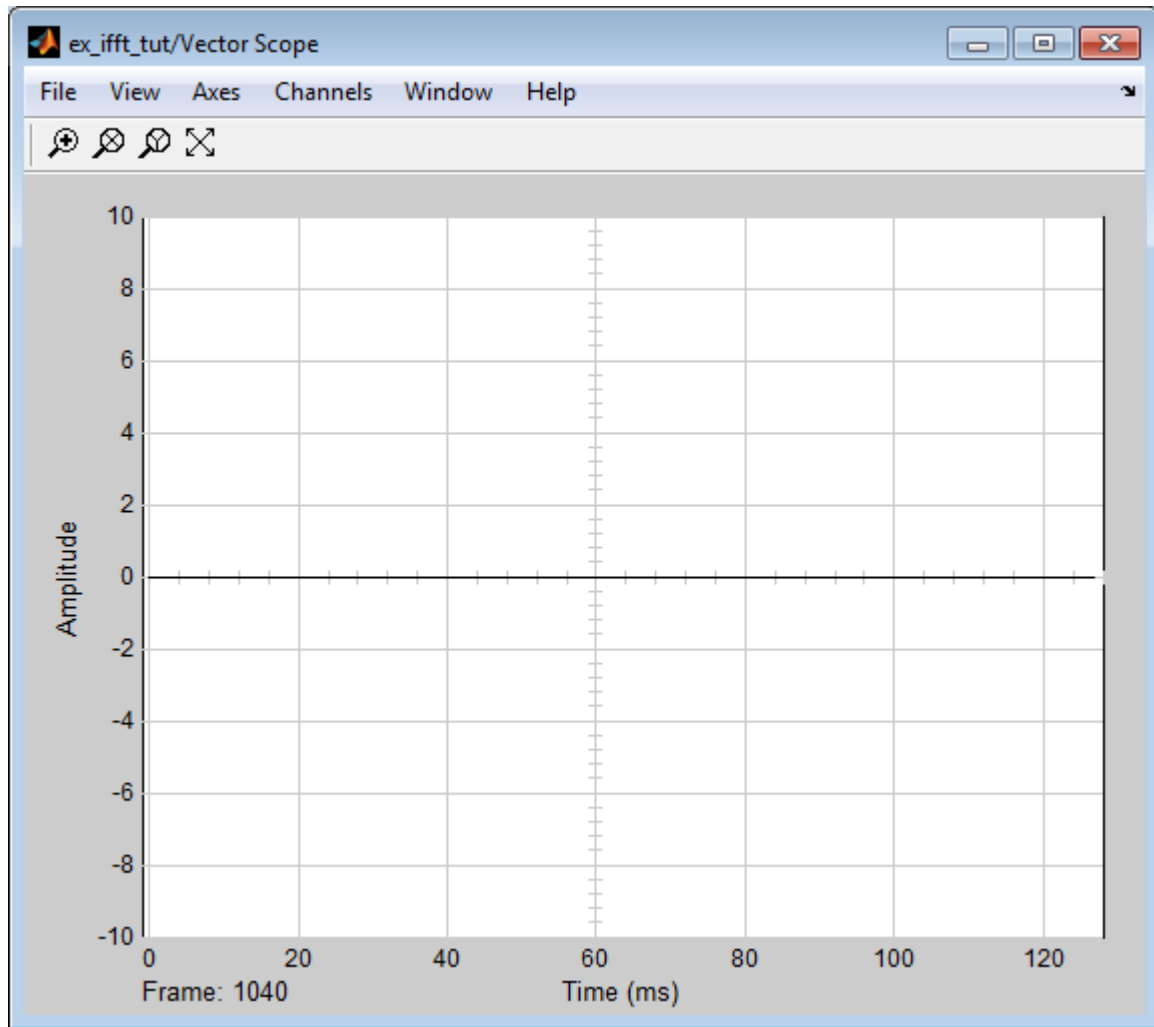 ex_ifft_tut/Vector Scope
File View Axes Channels Window Help
10
8
6
4
2
0
-2
-4
-6
-8
-10
Amplitude
0 20 40 60 80 100 120
Frame: 1040 Time (ms)